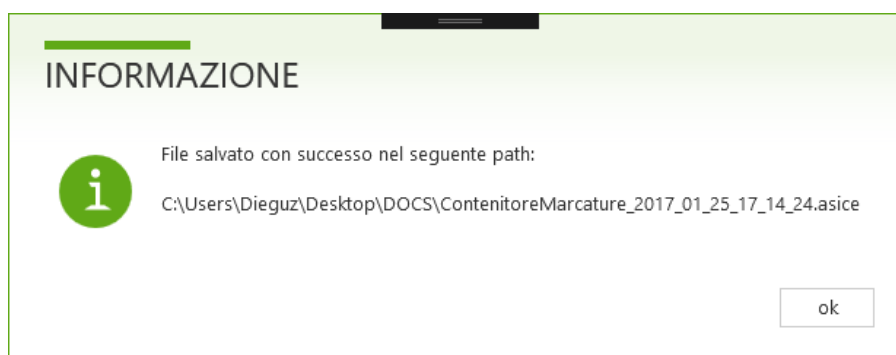 INFORMAZIONE
File salvato con successo nel seguente path:
C:\Users\Dieguz\Desktop\DOCS\ContenitoreMarcature_2017_01_25_17_14_24.asice
ok